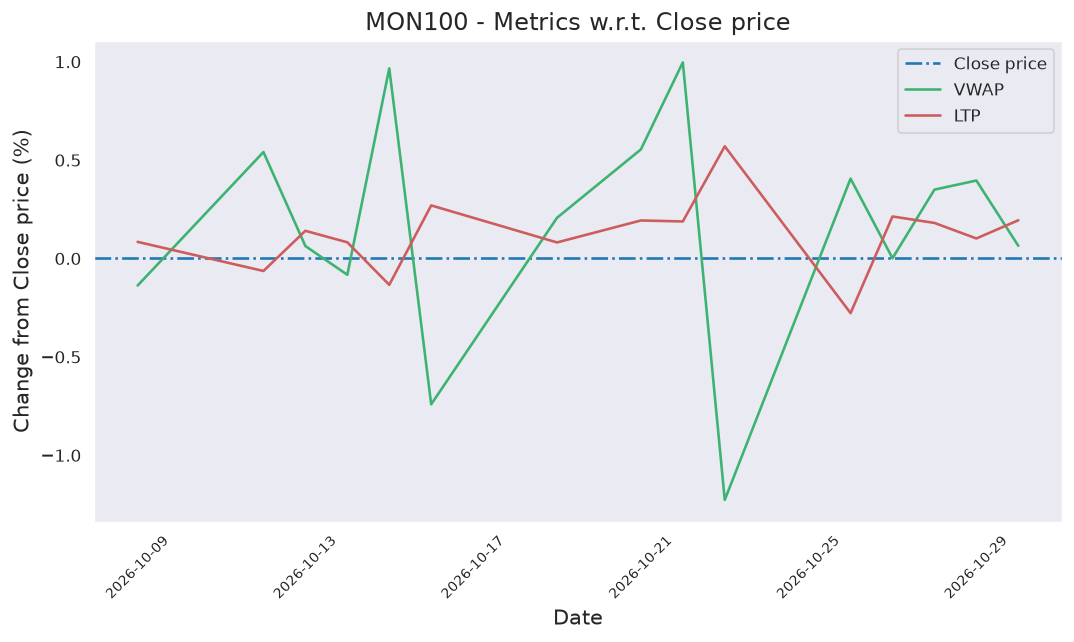 MON100 - Metrics w.r.t. Close price
Close price
VWAP
LTP
Change from Close price (%)
1.0
0.5
0.0
−0.5
−1.0
2026-10-09
2026-10-13
2026-10-17
2026-10-21
2026-10-25
2026-10-29
Date